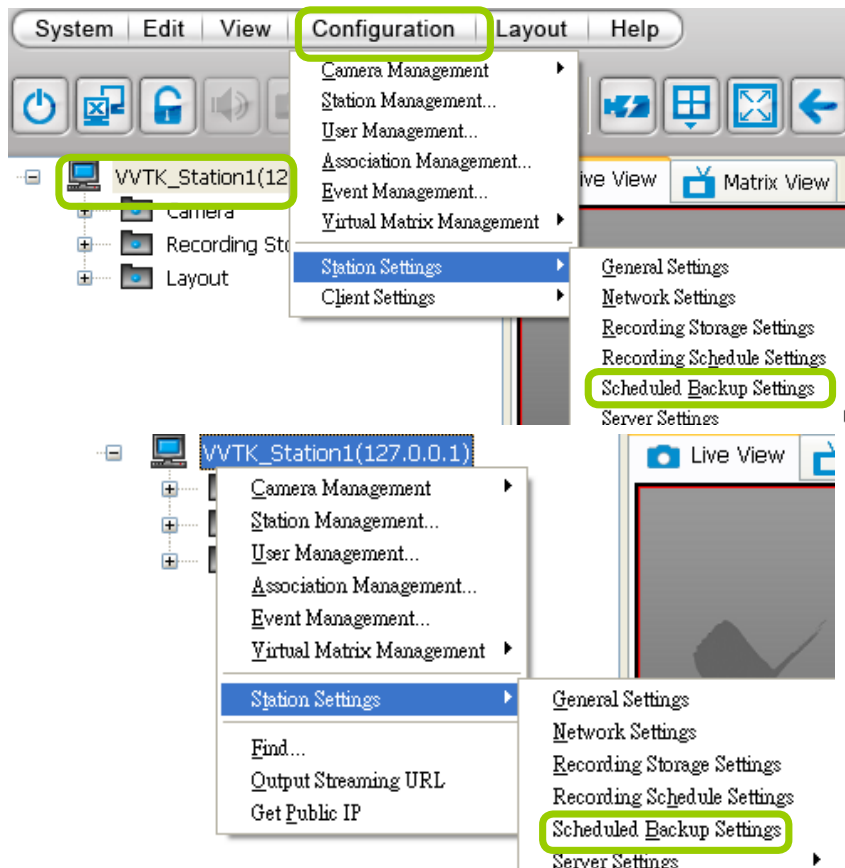 System Edit View Configuration Layout Help
Camera Management
Station Management...
User Management...
Association Management...
Event Management...
Virtual Matrix Management
Station Settings
Client Settings
VVTK_Station1(12
Camera
Recording Sto
Layout
ive View Matrix View
General Settings
Network Settings
Recording Storage Settings
Recording Schedule Settings
Scheduled Backup Settings
Server Settings
VVTK_Station1(127.0.0.1)
Live View
Camera Management
Station Management...
User Management...
Association Management...
Event Management...
Virtual Matrix Management
Station Settings
Find...
Output Streaming URL
Get Public IP
General Settings
Network Settings
Recording Storage Settings
Recording Schedule Settings
Scheduled Backup Settings
Server Settings